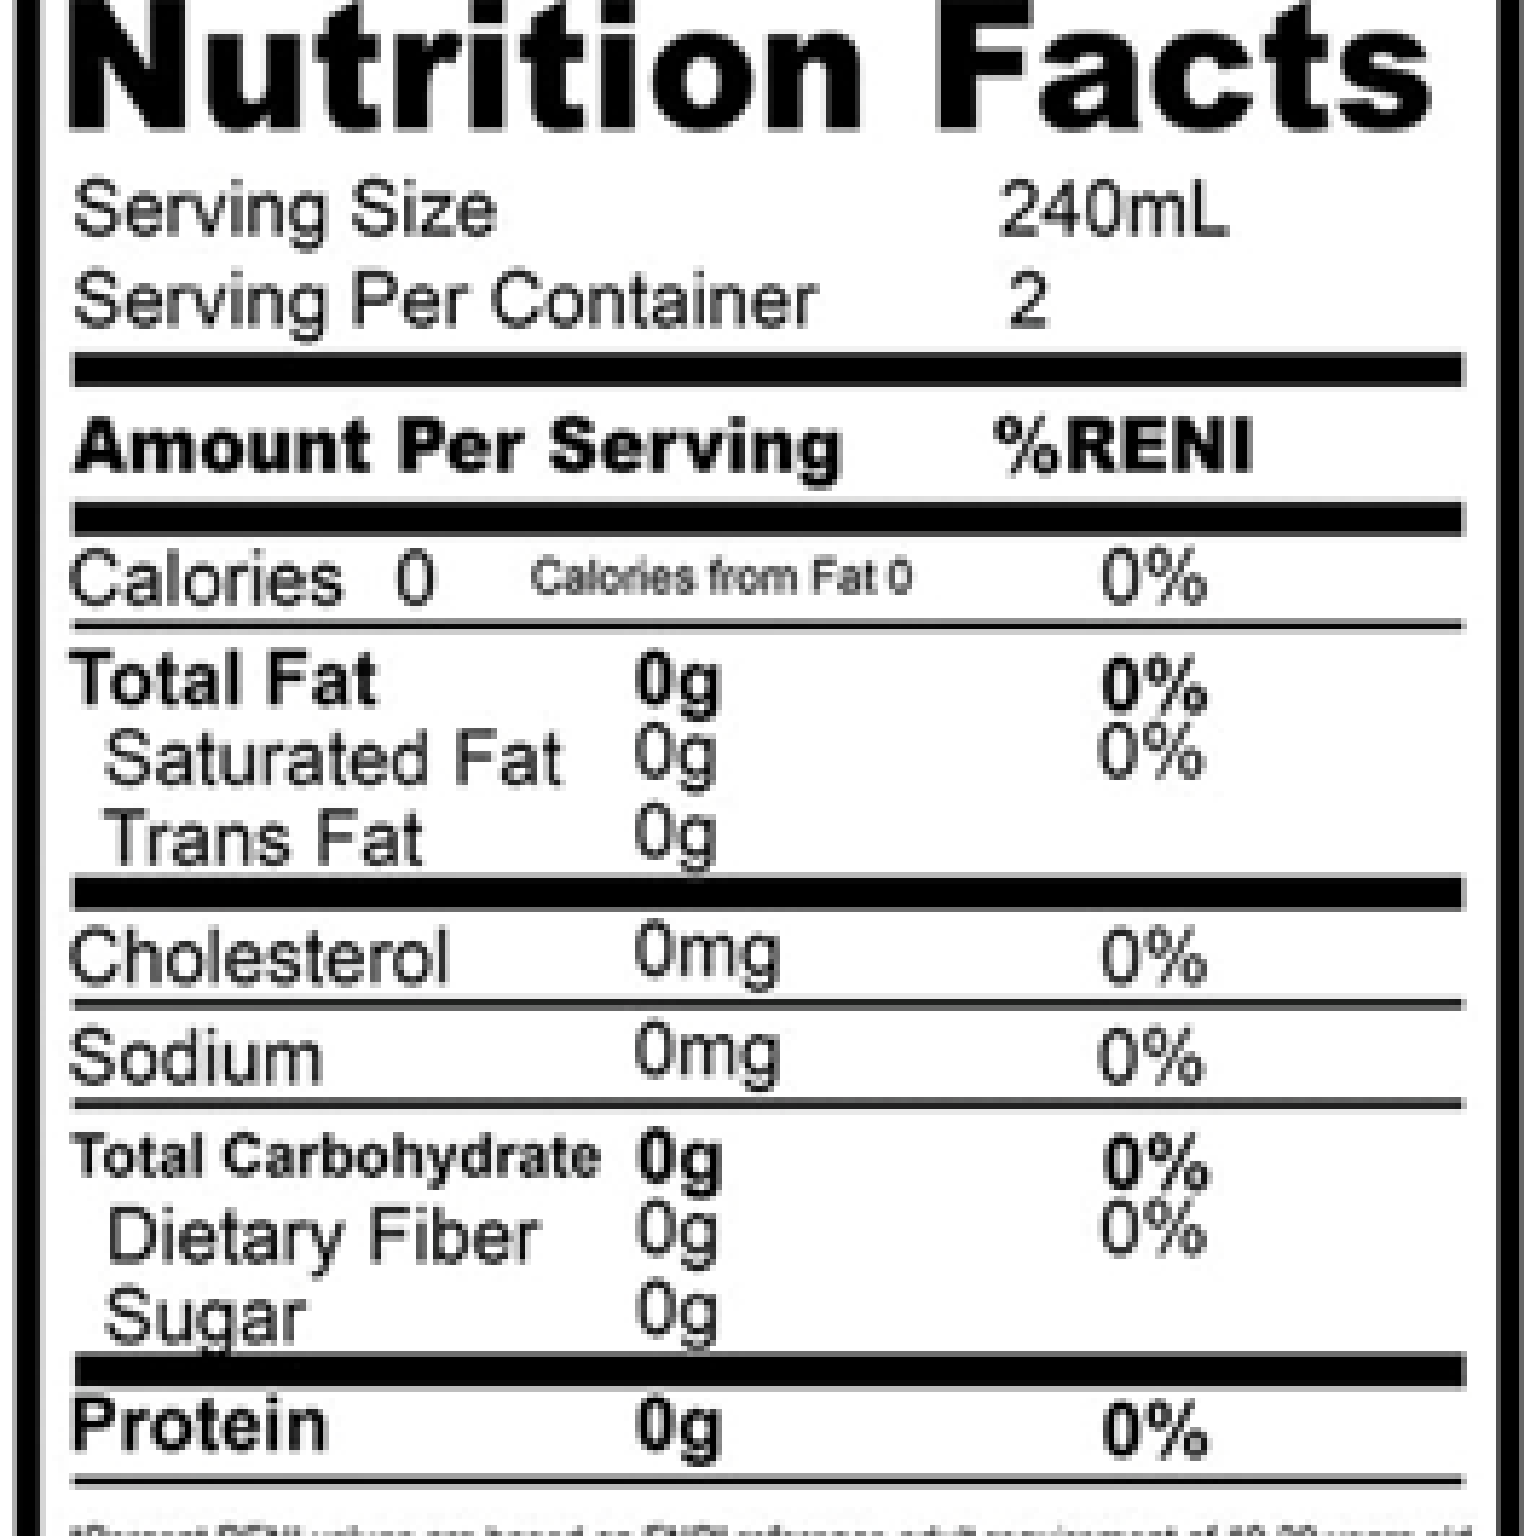 Nutrition Facts
Serving Size 240mL
Serving Per Container 2
Amount Per Serving %RENI
Calories 0 Calories from Fat 0 0%
Total Fat 0g 0%
Saturated Fat 0g 0%
Trans Fat 0g
Cholesterol 0mg 0%
Sodium 0mg 0%
Total Carbohydrate 0g 0%
Dietary Fiber 0g 0%
Sugar 0g
Protein 0g 0%